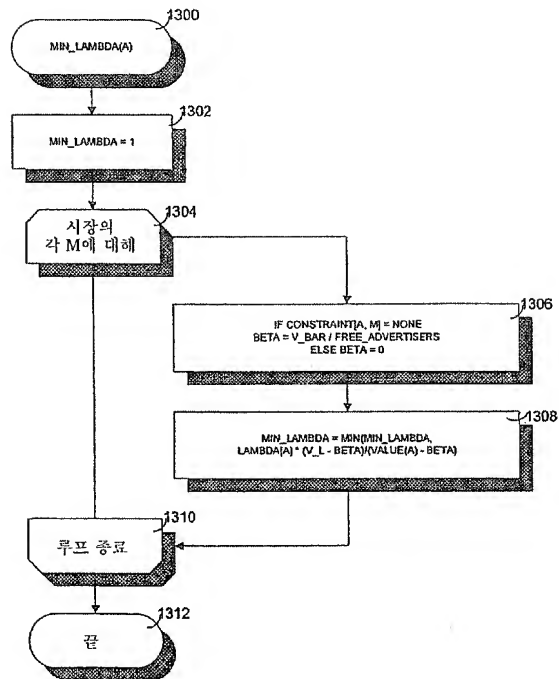 1300
MIN_LAMBDA(A)
1302
MIN_LAMBDA = 1
1304
시장의
각 M에 대해
1306
IF CONSTRAINT[A, M] = NONE
BETA = V_BAR / FREE_ADVERTISERS
ELSE BETA = 0
1308
MIN_LAMBDA = MIN(MIN_LAMBDA,
LAMBDA[A] * (V_L - BETA)/(VALUE(A) - BETA)
1310
루프 종료
1312
끝